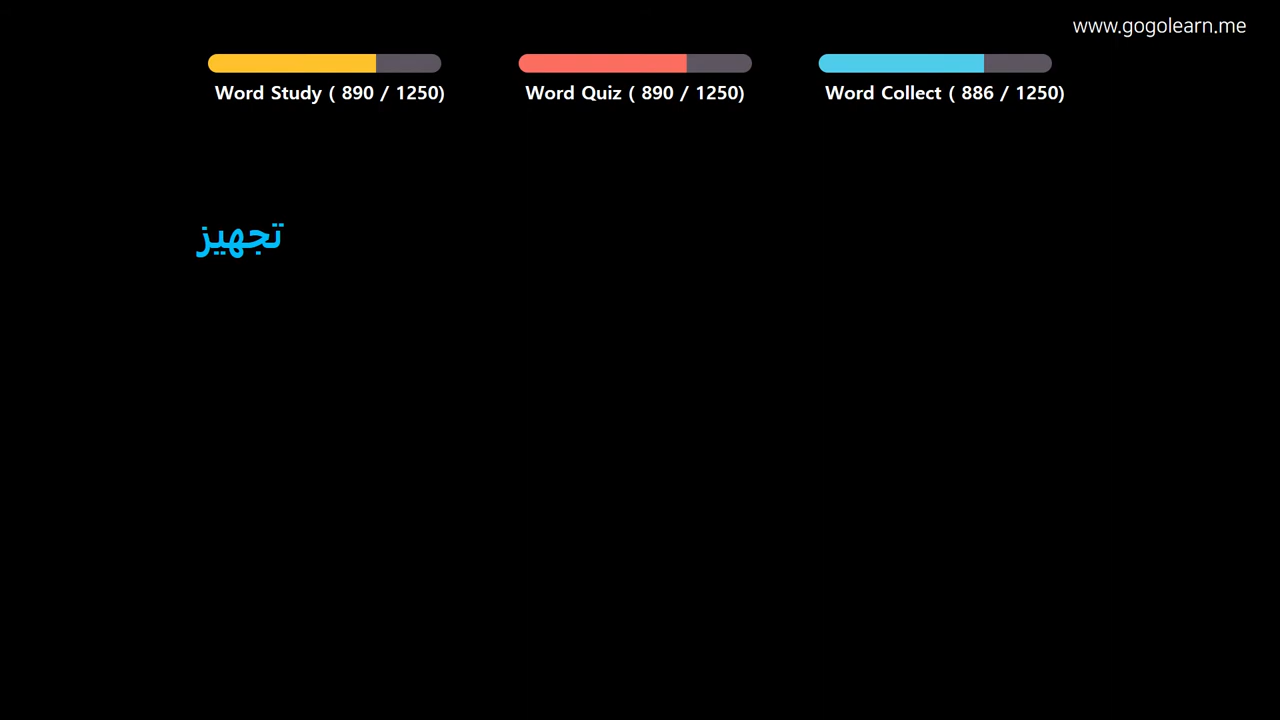 www.gogolearn.me
Word Study ( 890 / 1250)
Word Quiz ( 890 / 1250)
Word Collect ( 886 / 1250)
تجهيز